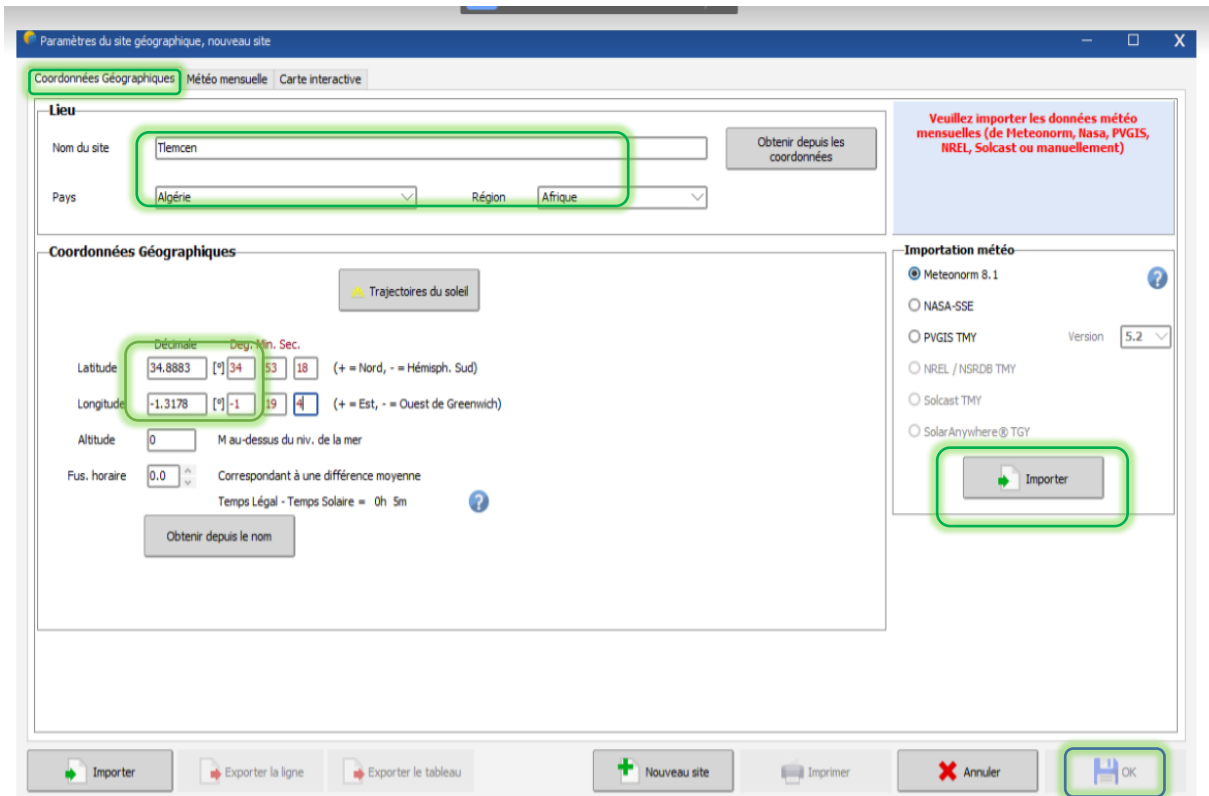 Paramètres du site géographique, nouveau site
X
Coordonnées Géographiques Météo mensuelle Carte interactive
Lieu
Nom du site Tlemcen
Obtenir depuis les
coordonnées
Pays Algérie Région Afrique
Veuillez importer les données météo
mensuelles (de Meteonorm, Nasa, PVGIS,
NREL, Solcast ou manuellement)
Coordonnées Géographiques
Trajectoires du soleil
Décimale Deg. Min. Sec.
Latitude 34.8883 [°] 34 53 18 (+ = Nord, - = Hémisph. Sud)
Longitude -1.3178 [°] -1 19 4 (+ = Est, - = Ouest de Greenwich)
Altitude 0 M au-dessus du niv. de la mer
Fus. horaire 0.0 Correspondant à une différence moyenne
Temps Légal - Temps Solaire = 0h 5m ?
Obtenir depuis le nom
Importation météo
Meteonorm 8.1 ?
NASA-SSE
PVGIS TMY Version 5.2
NREL / NSRDB TMY
Solcast TMY
SolarAnywhere® TGY
Importer
Importer Exporter la ligne Exporter le tableau Nouveau site Imprimer Annuler OK